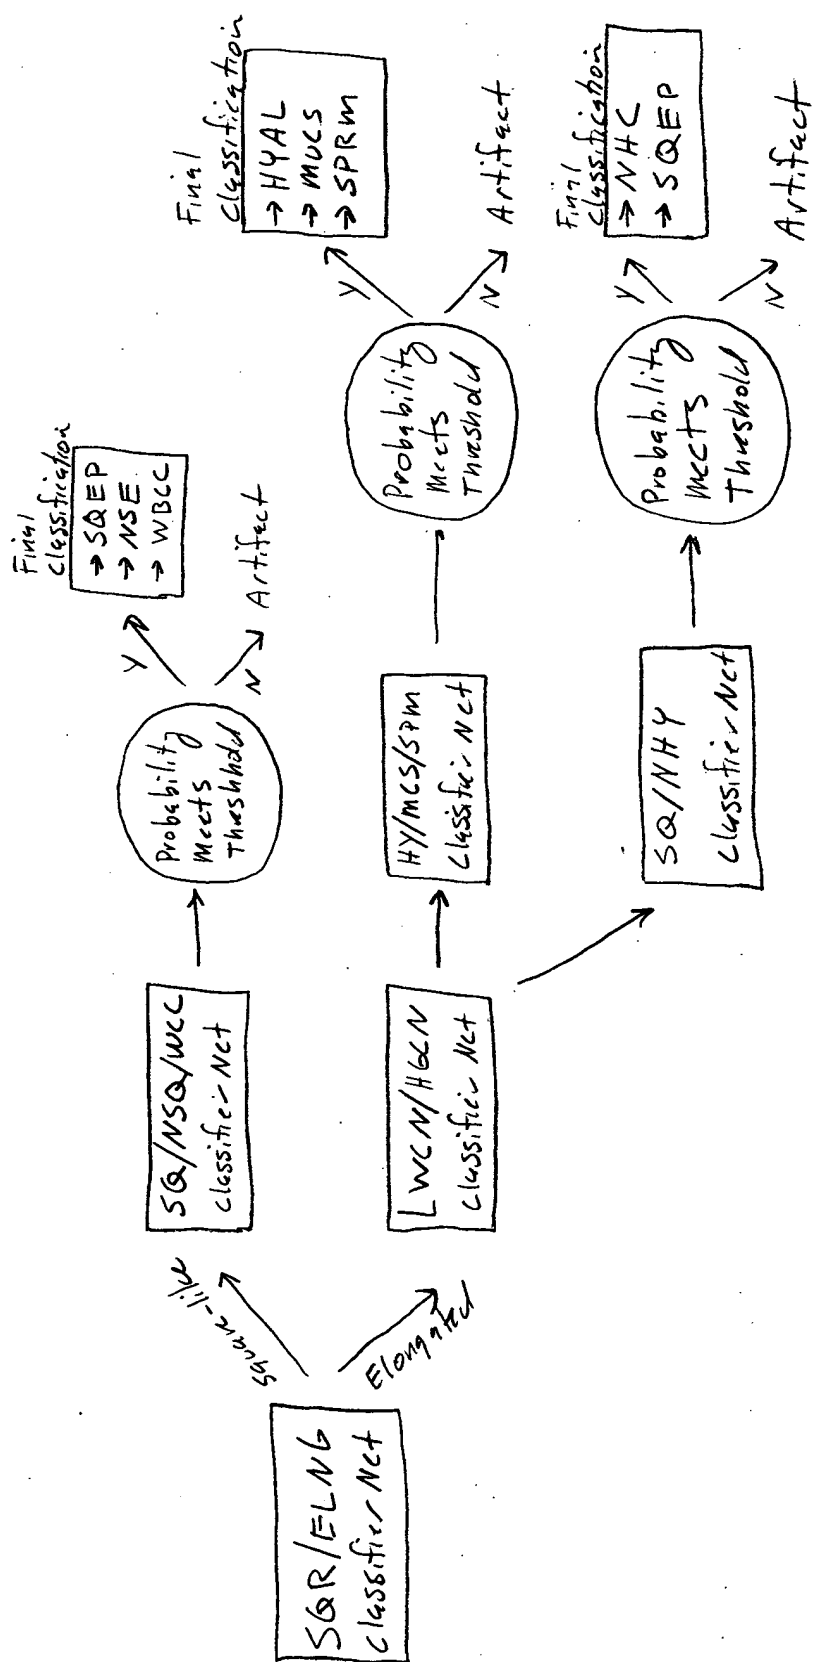 SQR/ELNG
Classifier Net
Square-like
Elongated
SQ/NSQ/WCC
Classifier Net
Probability
Meets
Threshhold
Y
N
Final
Classification
→ SQEP
→ NSE
→ WBCC
Artifact
LWCN/HGCN
Classifier Net
HY/MCS/SPM
Classifier Net
Probability
Meets
Threshold
Y
N
Final
Classification
→ HYAL
→ MUCS
→ SPRM
Artifact
SQ/NHY
Classifier Net
Probability
Meets
Threshold
Y
N
Final
Classification
→ NHC
→ SQEP
Artifact